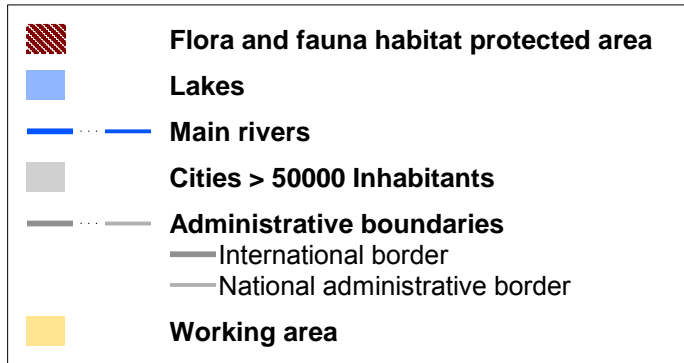 Flora and fauna habitat protected area
Lakes
Main rivers
Cities > 50000 Inhabitants
Administrative boundaries
International border
National administrative border
Working area